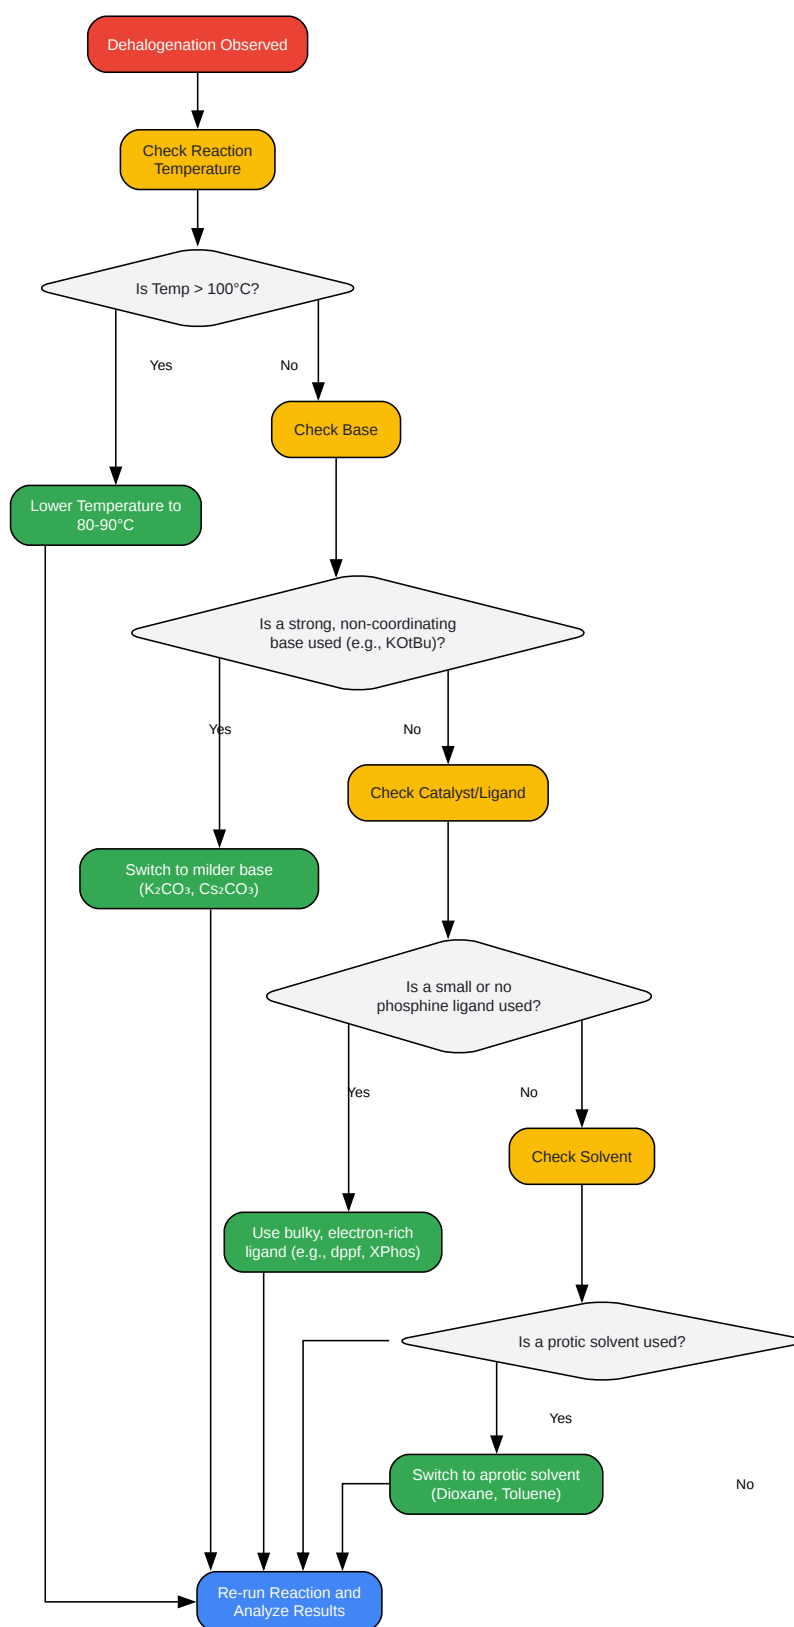 Dehalogenation Observed
Check Reaction
Temperature
Is Temp > 100°C?
Yes
No
Check Base
Lower Temperature to
80-90°C
Is a strong, non-coordinating
base used (e.g., KOtBu)?
Yes
No
Check Catalyst/Ligand
Switch to milder base
(K₂CO₃, Cs₂CO₃)
Is a small or no
phosphine ligand used?
Yes
No
Check Solvent
Use bulky, electron-rich
ligand (e.g., dppf, XPhos)
Is a protic solvent used?
Yes
Switch to aprotic solvent
(Dioxane, Toluene)
No
Re-run Reaction and
Analyze Results